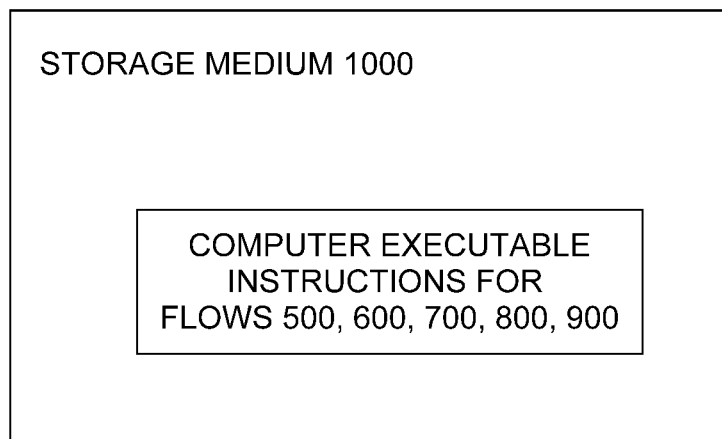 STORAGE MEDIUM 1000
COMPUTER EXECUTABLE
INSTRUCTIONS FOR
FLOWS 500, 600, 700, 800, 900